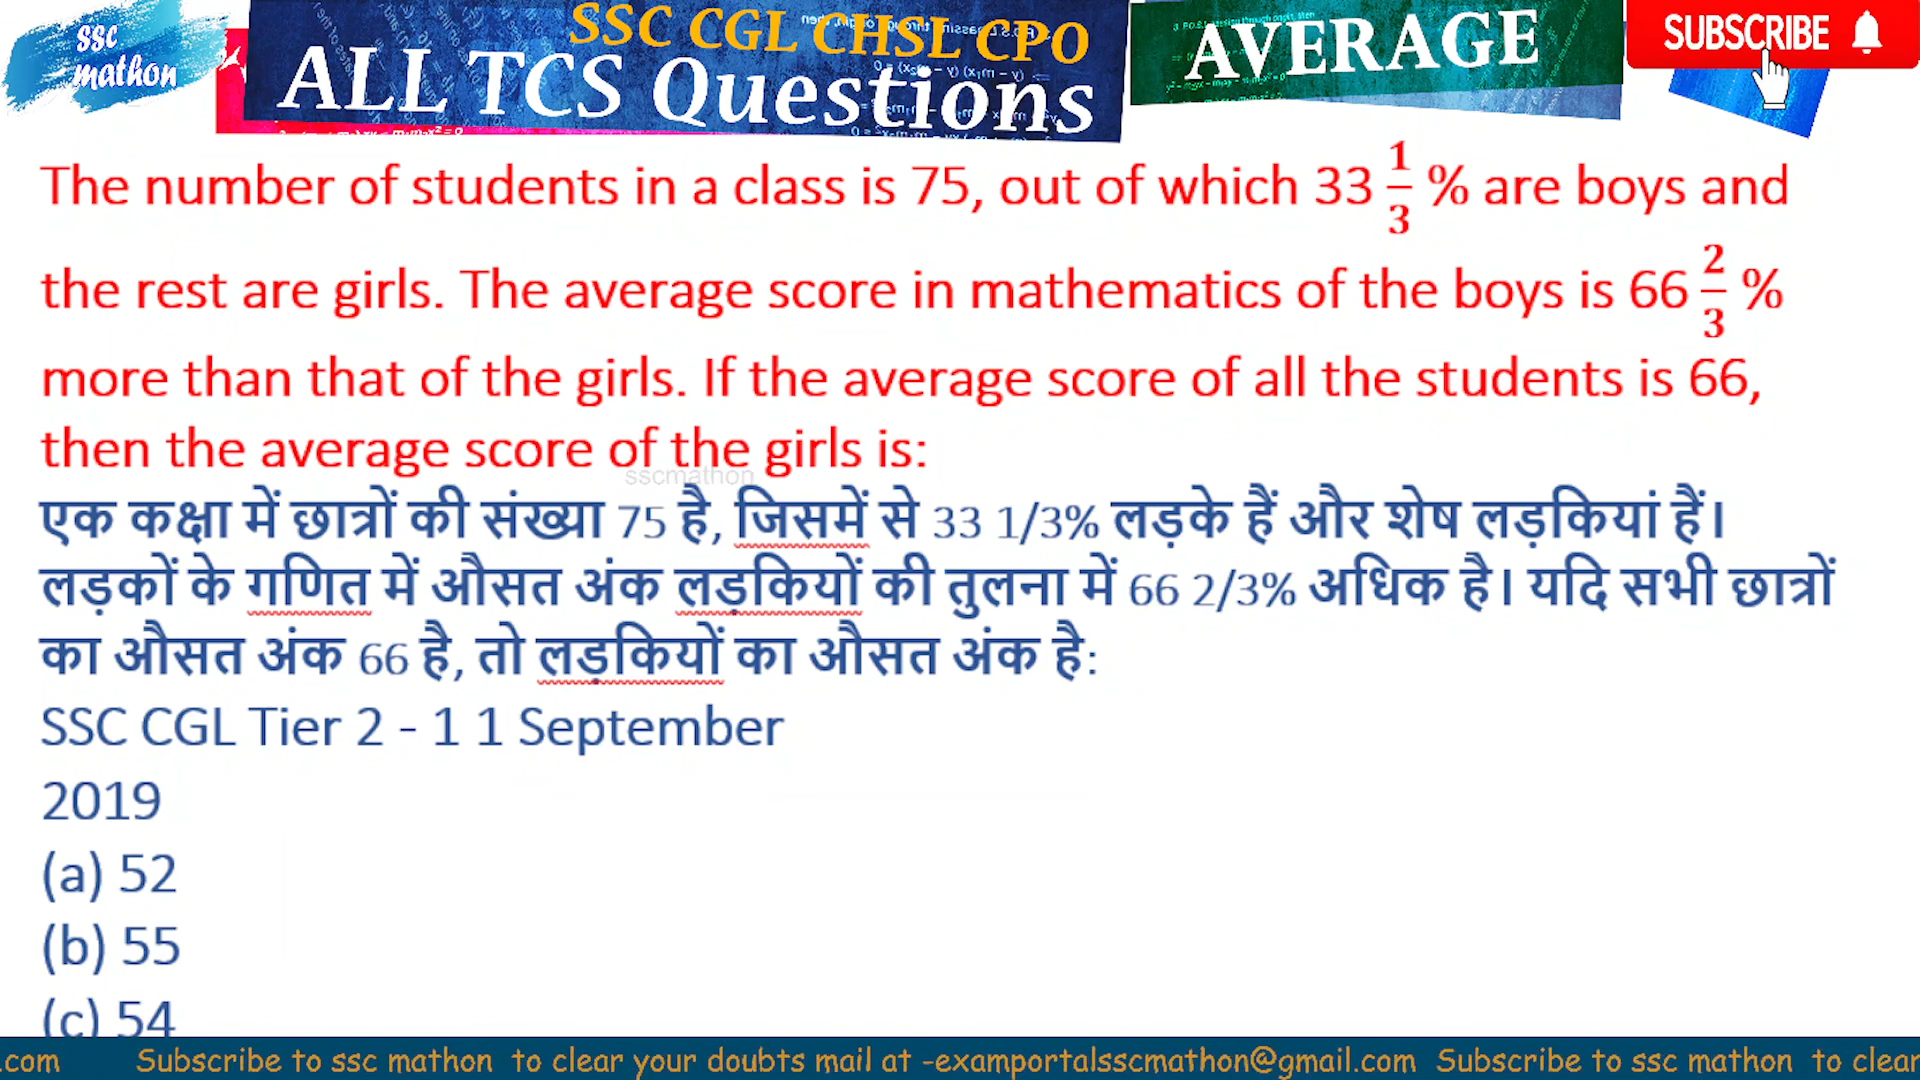 ssc
mathon
SSC CGL CHSL CPO
ALL TCS Questions
AVERAGE
SUBSCRIBE
The number of students in a class is 75, out of which 33 1/3 % are boys and
the rest are girls. The average score in mathematics of the boys is 66 2/3 %
more than that of the girls. If the average score of all the students is 66,
then the average score of the girls is:
sscmathon
एक कक्षा में छात्रों की संख्या 75 है, जिसमें से 33 1/3% लड़के हैं और शेष लड़कियां हैं।
लड़कों के गणित में औसत अंक लड़कियों की तुलना में 66 2/3% अधिक है। यदि सभी छात्रों
का औसत अंक 66 है, तो लड़कियों का औसत अंक है:
SSC CGL Tier 2 - 1 1 September
2019
(a) 52
(b) 55
(c) 54
.com Subscribe to ssc mathon to clear your doubts mail at -examportalsscmathon@gmail.com Subscribe to ssc mathon to clear